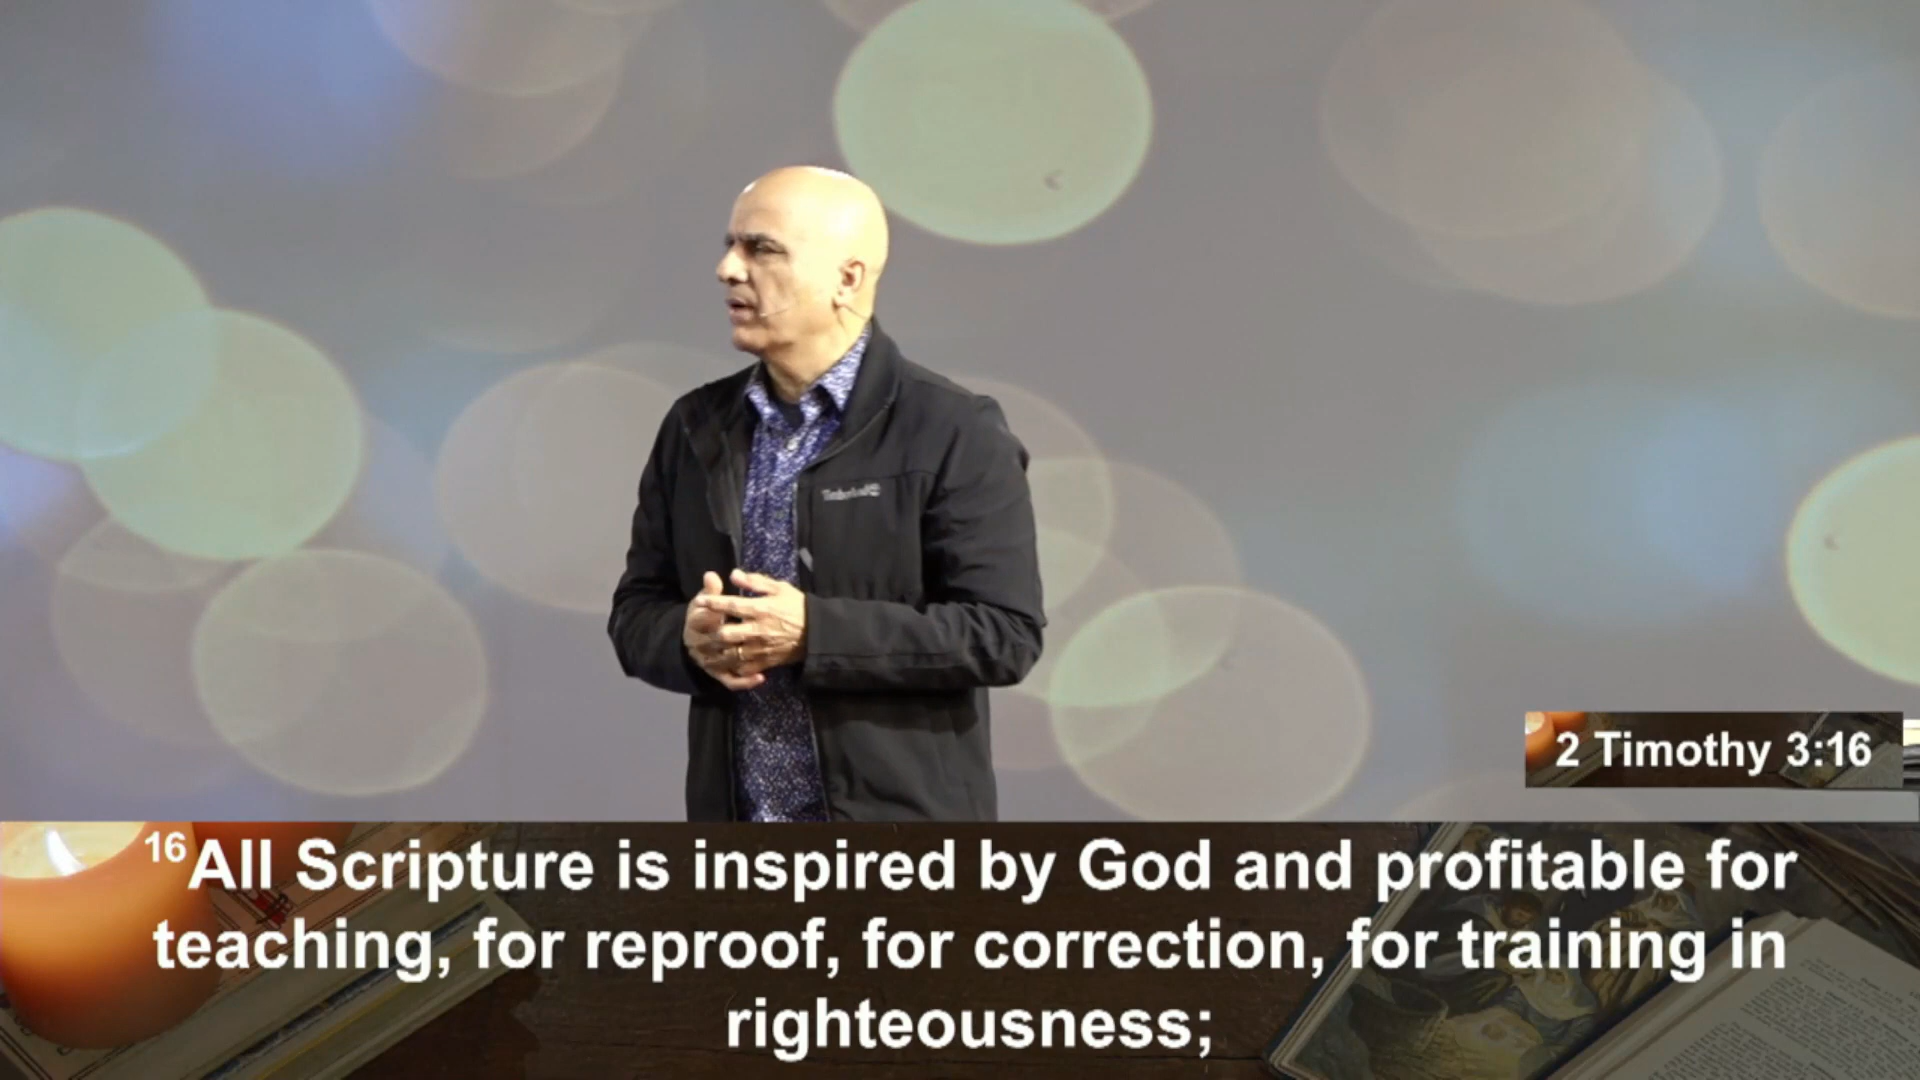 Timberland
2 Timothy 3:16
16All Scripture is inspired by God and profitable for
teaching, for reproof, for correction, for training in
righteousness;